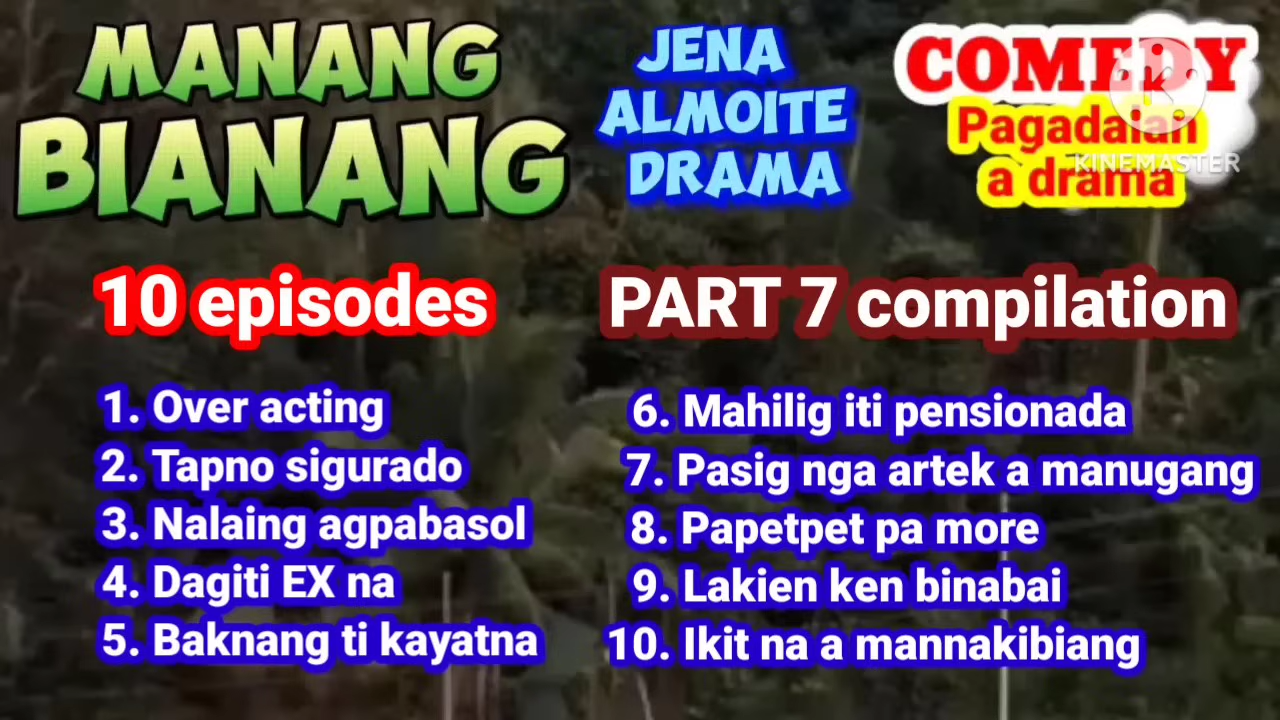 MANANG
BIANANG
JENA
ALMOITE
DRAMA
COMEDY
Pagadalan
a drama
KINEMASTER
10 episodes
PART 7 compilation
1. Over acting
2. Tapno sigurado
3. Nalaing agpabasol
4. Dagiti EX na
5. Baknang ti kayatna
6. Mahilig iti pensionada
7. Pasig nga artek a manugang
8. Papetpet pa more
9. Lakien ken binabai
10. Ikit na a mannakibiang